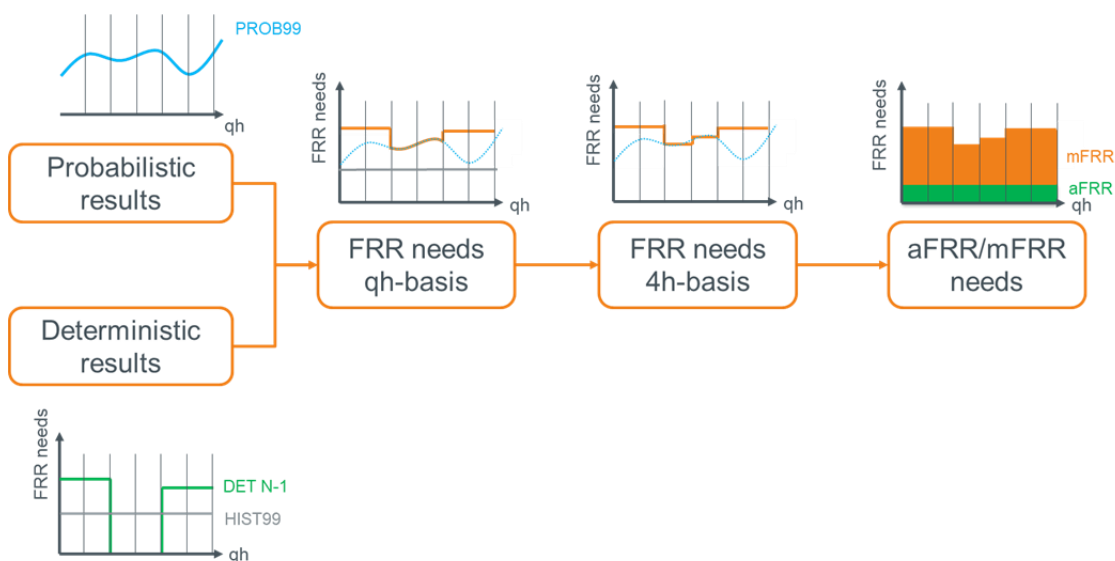 PROB99
qh
Probabilistic
results
Deterministic
results
FRR needs
DET N-1
HIST99
qh
FRR needs
qh
FRR needs
qh-basis
FRR needs
qh
FRR needs
4h-basis
FRR needs
mFRR
aFRR
qh
aFRR/mFRR
needs